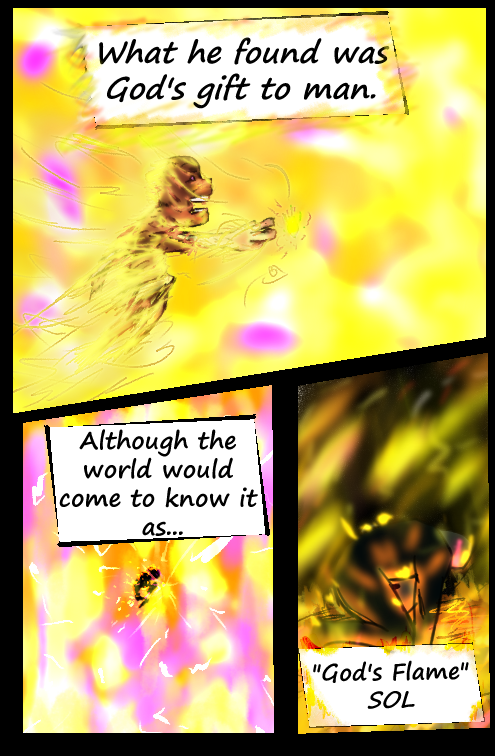 What he found was
God's gift to man.
Although the
world would
come to know it
as...
"God's Flame"
SOL